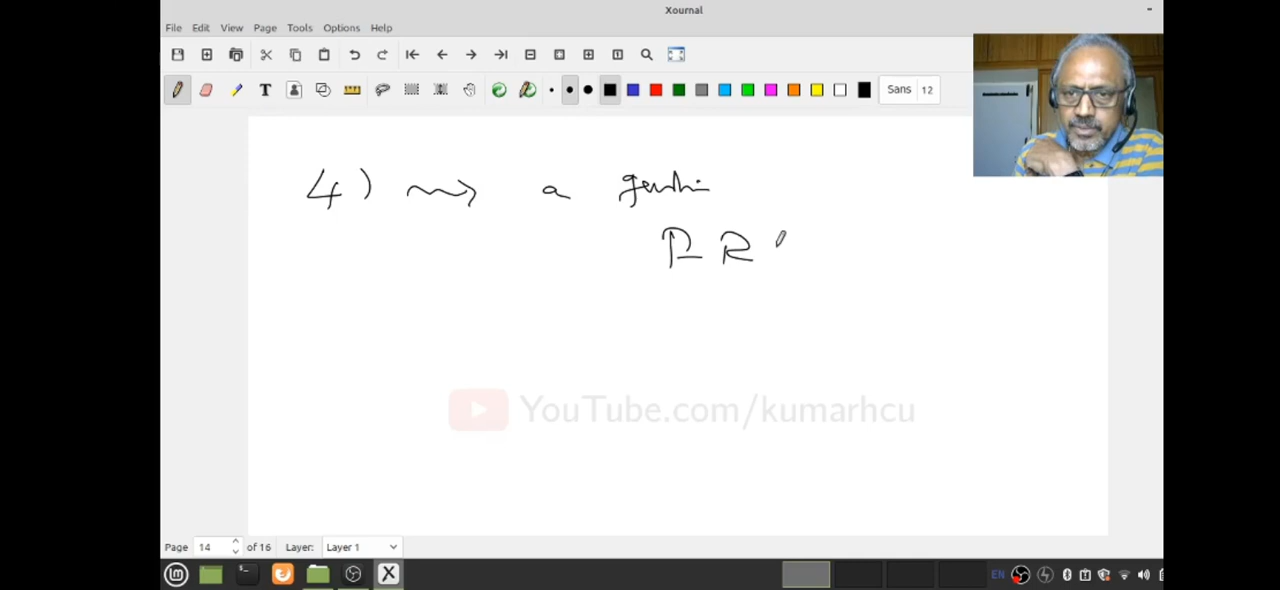 Xournal
File Edit View Page Tools Options Help
T
Sans 12
4) a
R
YouTube.com/kumarhcu
Page 14 of 16 Layer: Layer 1
EN